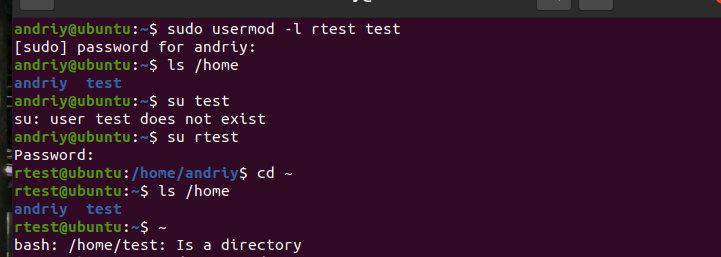 andriy@ubuntu:~$ sudo usermod -l rtest test
[sudo] password for andriy:
andriy@ubuntu:~$ ls /home
andriy  test
andriy@ubuntu:~$ su test
su: user test does not exist
andriy@ubuntu:~$ su rtest
Password:
rtest@ubuntu:/home/andriy$ cd ~
rtest@ubuntu:~$ ls /home
andriy  test
rtest@ubuntu:~$ ~
bash: /home/test: Is a directory